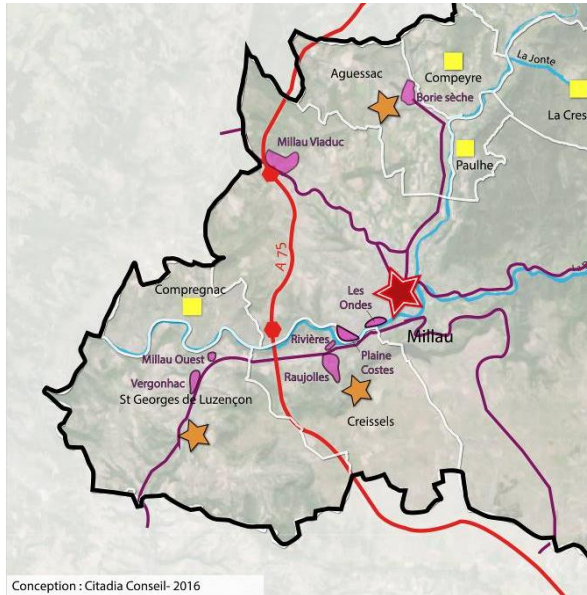 La Jonte
Compeyre
Aguessac
Borie sèche
La Cres
Millau Viaduc
Paulhe
A 75
Compregnac
Les
Ondes
Rivières
Millau
Millau Ouest
Plaine
Costes
Vergonhac
Raujolles
St Georges de Luzençon
Creissels
Conception : Citadia Conseil- 2016